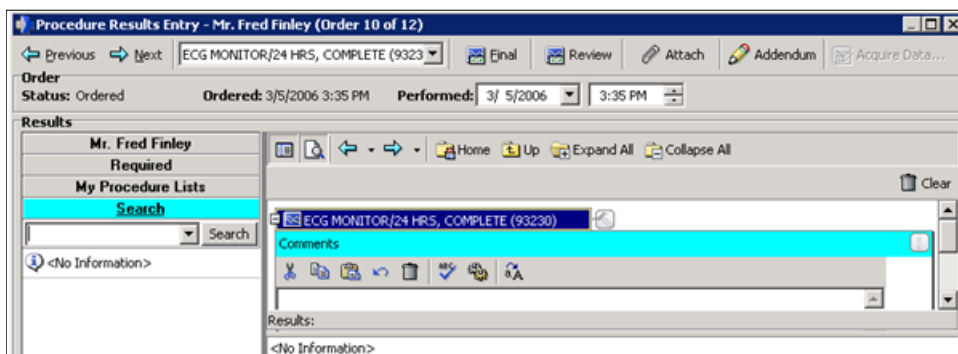 Procedure Results Entry - Mr. Fred Finley (Order 10 of 12)
Previous Next ECG MONITOR/24 HRS, COMPLETE (9323 Final Review Attach Addendum Acquire Data...
Order
Status: Ordered Ordered: 3/5/2006 3:35 PM Performed: 3/ 5/2006 3:35 PM
Results
Mr. Fred Finley
Required
My Procedure Lists
Search
Search
<No Information>
Home Up Expand All Collapse All
Clear
ECG MONITOR/24 HRS, COMPLETE (93230)
Comments
ABC
Results:
<No Information>